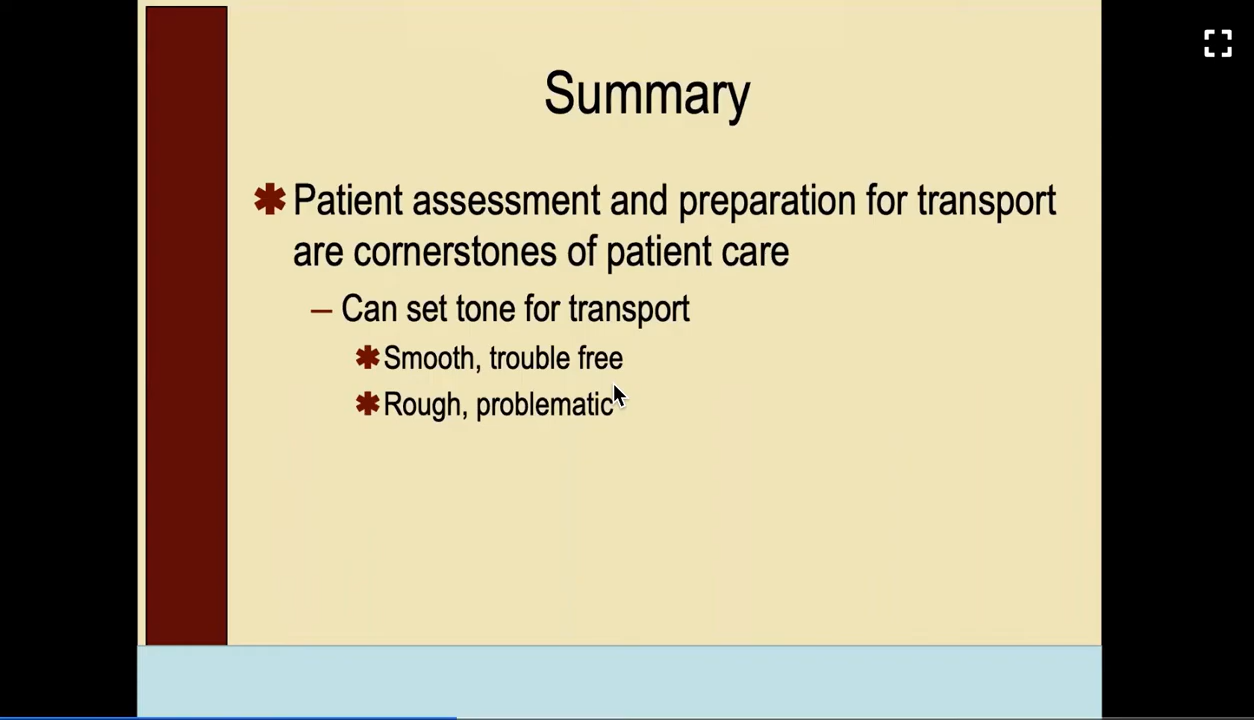 Summary
✱Patient assessment and preparation for transport
are cornerstones of patient care
– Can set tone for transport
✱Smooth, trouble free
✱Rough, problematic